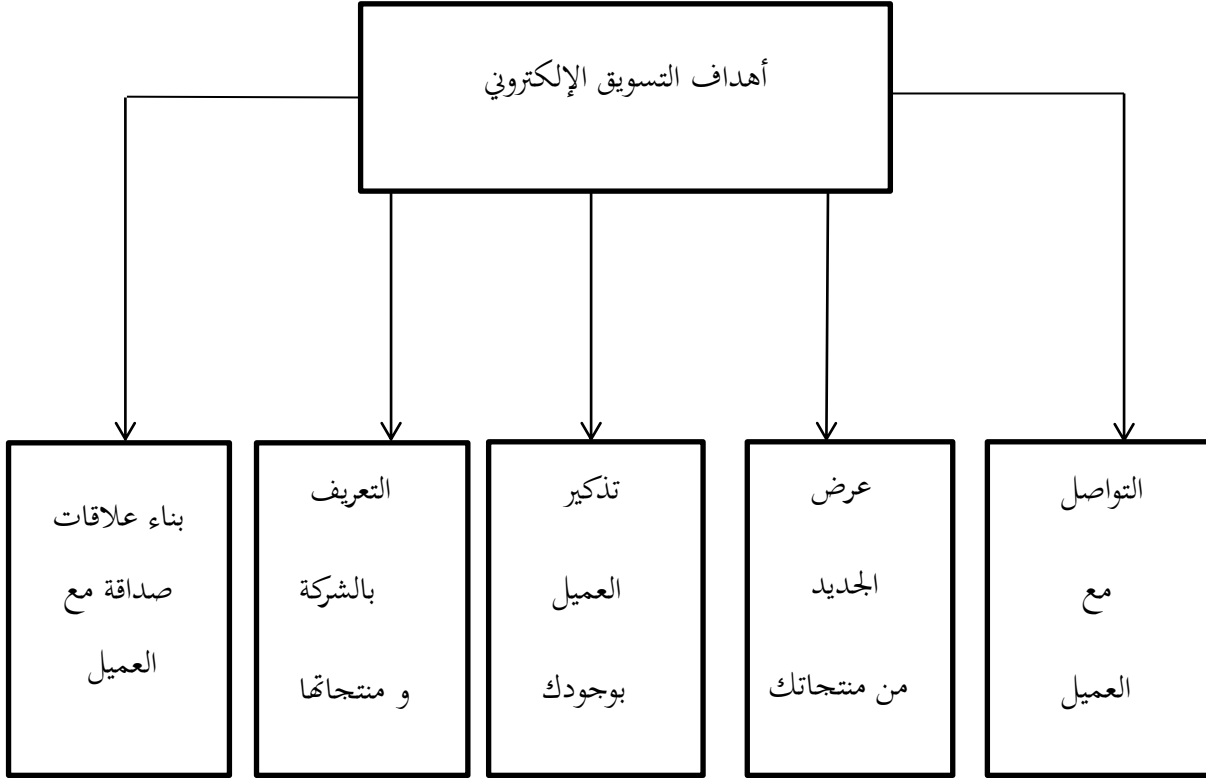 أهداف التسويق الإلكتروني
التواصل
مع
العميل
عرض
الجديد
من منتجاتك
تذكير
العميل
بوجودك
التعريف
بالشركة
و منتجاتها
بناء علاقات
صداقة مع
العميل